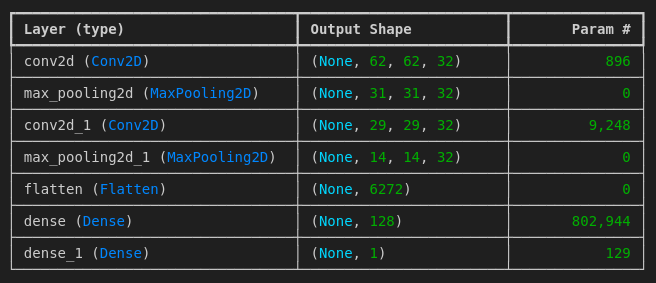 Layer (type) Output Shape Param #
conv2d (Conv2D) (None, 62, 62, 32) 896
max_pooling2d (MaxPooling2D) (None, 31, 31, 32) 0
conv2d_1 (Conv2D) (None, 29, 29, 32) 9,248
max_pooling2d_1 (MaxPooling2D) (None, 14, 14, 32) 0
flatten (Flatten) (None, 6272) 0
dense (Dense) (None, 128) 802,944
dense_1 (Dense) (None, 1) 129